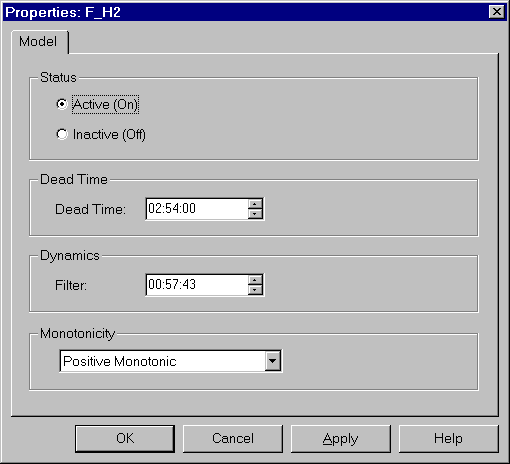 Properties: F_H2
Model
Status
Active (On)
Inactive (Off)
Dead Time
Dead Time: 02:54:00
Dynamics
Filter: 00:57:43
Monotonicity
Positive Monotonic
OK Cancel Apply Help